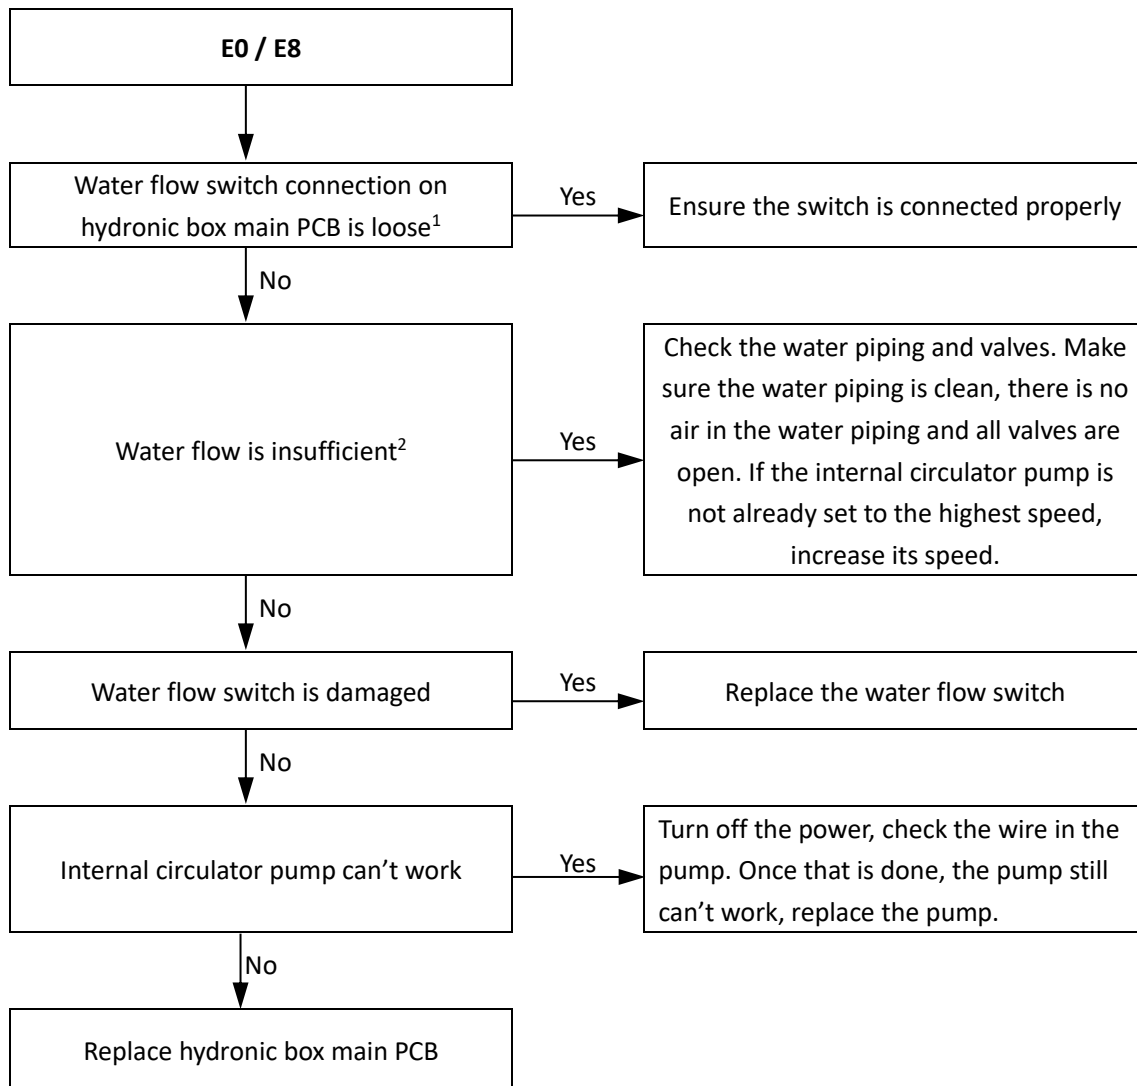 E0 / E8
Water flow switch connection on
hydronic box main PCB is loose¹
Yes
Ensure the switch is connected properly
No
Water flow is insufficient²
Yes
Check the water piping and valves. Make
sure the water piping is clean, there is no
air in the water piping and all valves are
open. If the internal circulator pump is
not already set to the highest speed,
increase its speed.
No
Water flow switch is damaged
Yes
Replace the water flow switch
No
Internal circulator pump can’t work
Yes
Turn off the power, check the wire in the
pump. Once that is done, the pump still
can’t work, replace the pump.
No
Replace hydronic box main PCB